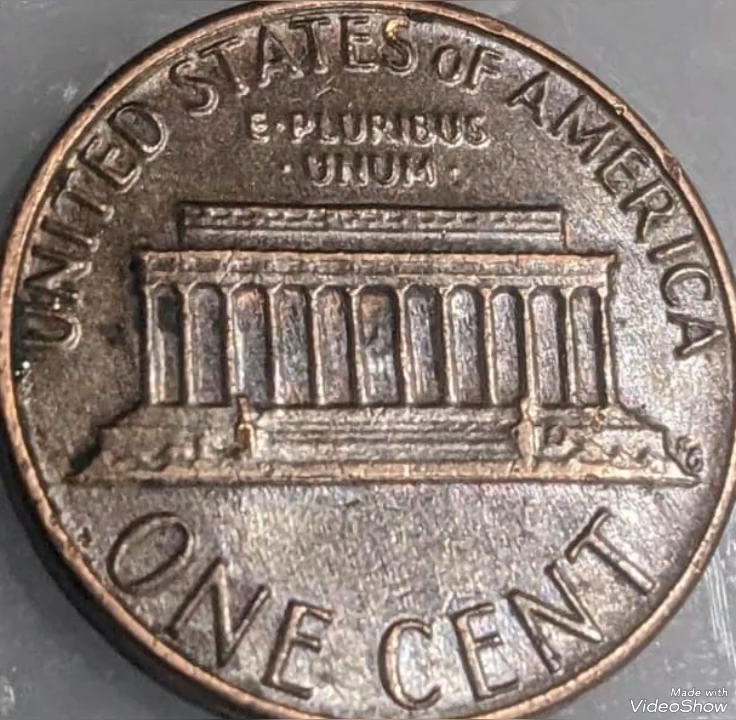 UNITED STATES OF AMERICA
E·PLURIBUS
·UNUM·
ONE CENT
Made with
VideoShow